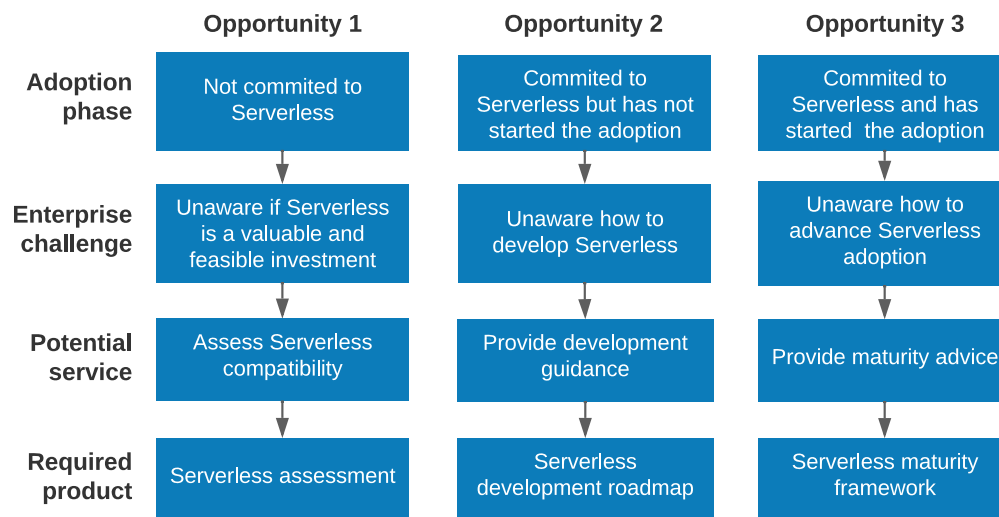 Opportunity 1
Opportunity 2
Opportunity 3
Adoption
phase
Not commited to
Serverless
Commited to
Serverless but has not
started the adoption
Commited to
Serverless and has
started  the adoption
Enterprise
challenge
Unaware if Serverless
is a valuable and
feasible investment
Unaware how to
develop Serverless
Unaware how to
advance Serverless
adoption
Potential
service
Assess Serverless
compatibility
Provide development
guidance
Provide maturity advice
Required
product
Serverless assessment
Serverless
development roadmap
Serverless maturity
framework